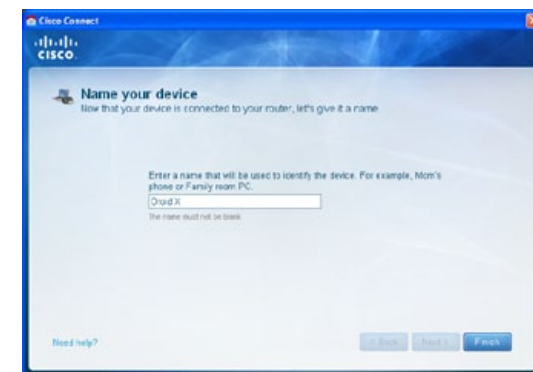 Cisco Connect
CISCO
Name your device
Now that your device is connected to your router, let's give it a name
Enter a name that will be used to identify the device. For example, Mom's
phone or Family room PC.
Droid X
The name must not be blank
Need help?
< Back Next > Finish